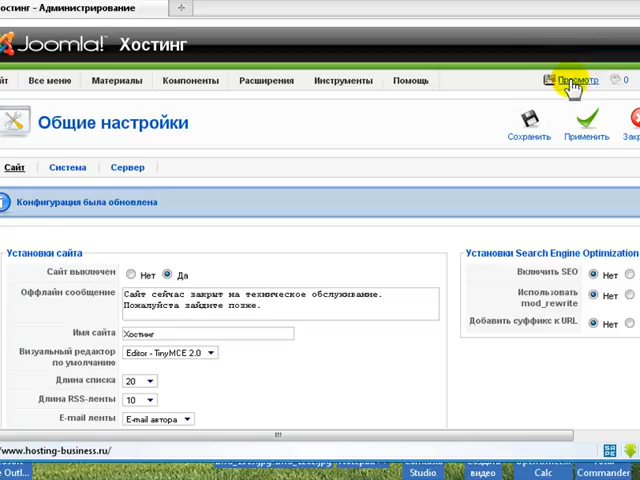 остинг - Администрирование
Joomla! Хостинг
йт Все меню Материалы Компоненты Расширения Инструменты Помощь Просмотр 0
Общие настройки
Сохранить Применить Закр
Сайт Система Сервер
Конфигурация была обновлена
Установки сайта
Установки Search Engine Optimization
Сайт выключен Нет Да
Включить SEO Нет
Оффлайн сообщение Сайт сейчас закрыт на техническое обслуживание.
Пожалуйста зайдите позже.
Использовать
mod_rewrite Нет
Добавить суффикс к URL Нет
Имя сайта Хостинг
Визуальный редактор
по умолчанию Editor - TinyMCE 2.0
Длина списка 20
Длина RSS-ленты 10
E-mail ленты E-mail автора
/www.hosting-business.ru/
Outl...
Studio
видео
Calc
Commander